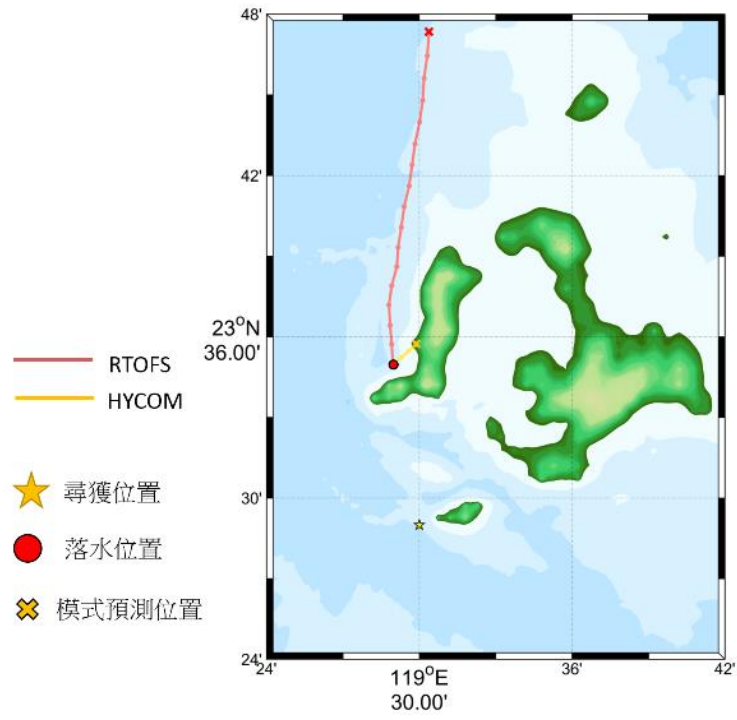 48'
42'
23°N
36.00'
30'
24'
24'
119°E
30.00'
36'
42'
RTOFS
HYCOM
尋獲位置
落水位置
模式預測位置